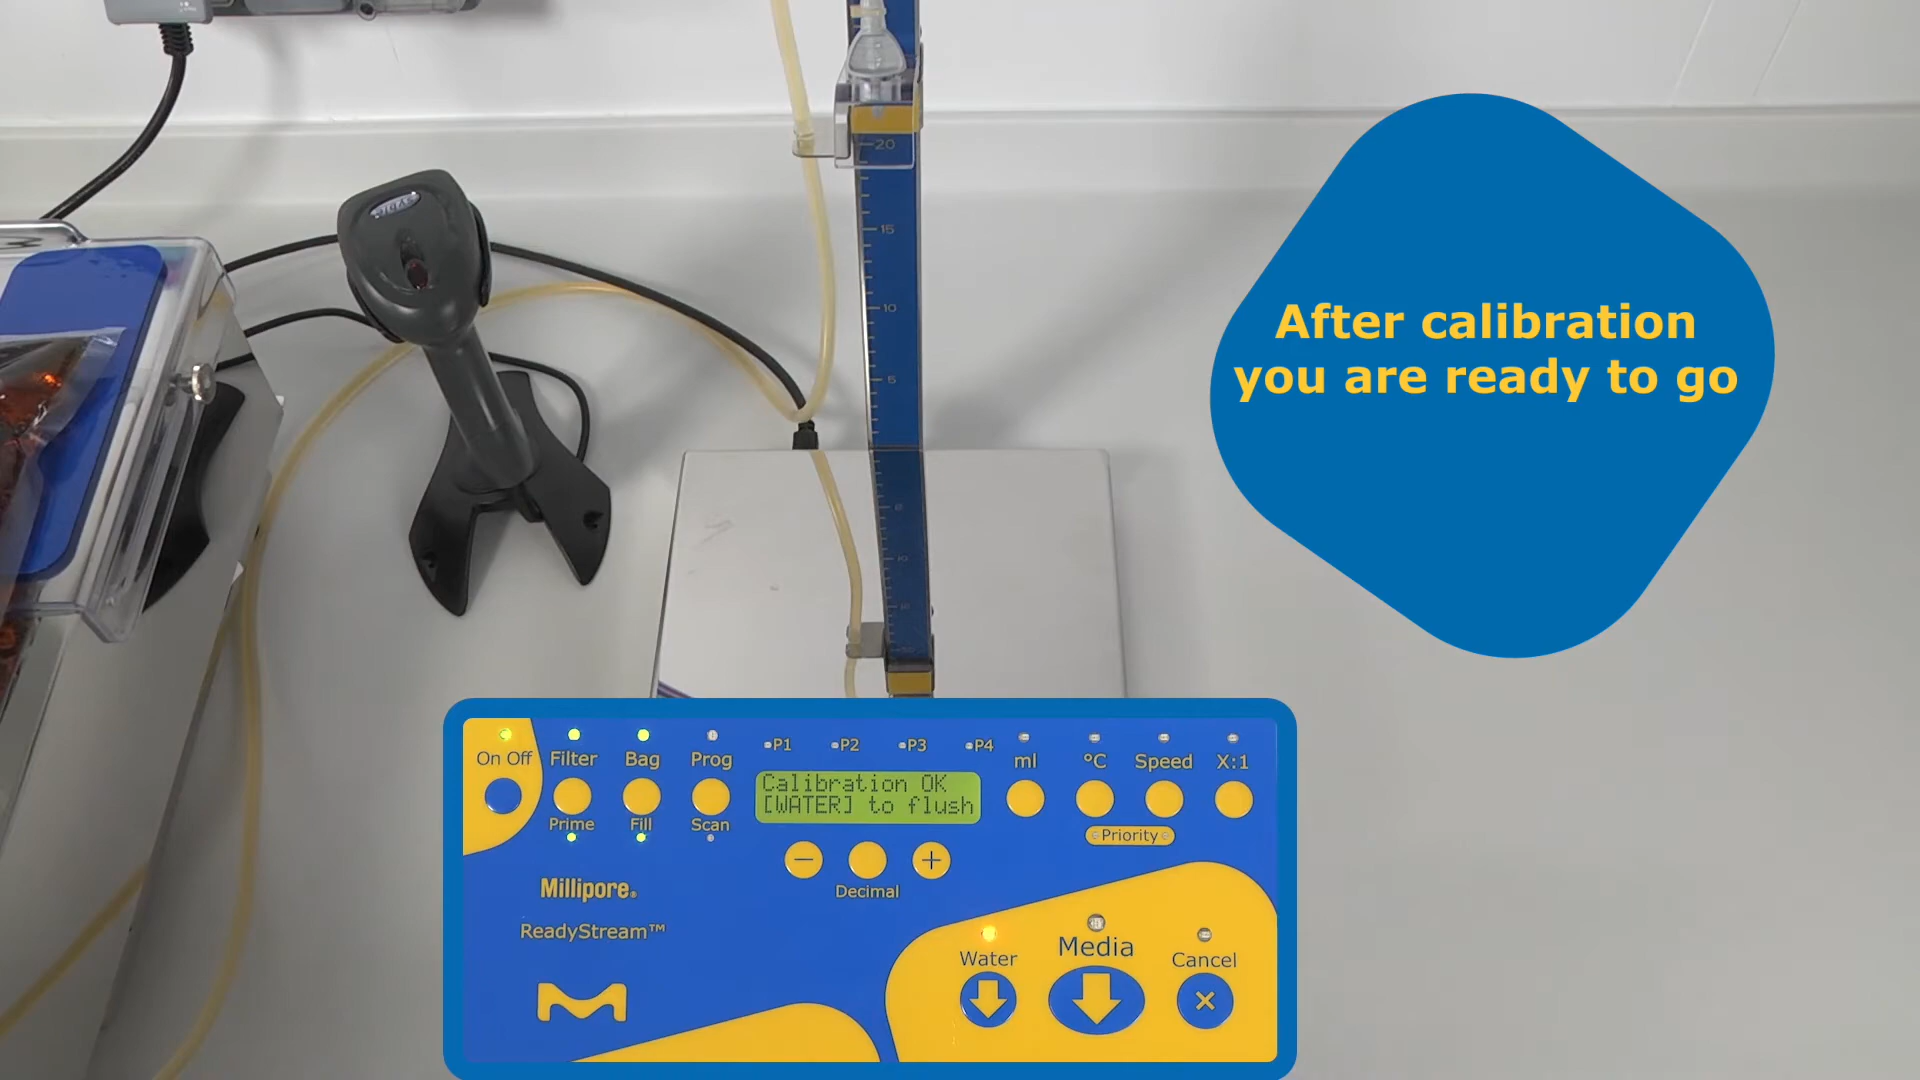 20
15
10
5
0
10
After calibration
you are ready to go
On Off
Filter
Bag
Prog
P1
P2
P3
P4
ml
°C
Speed
X:1
Calibration OK
[WATER] to flush
Prime
Fill
Scan
Priority
Decimal
Millipore®
ReadyStream™
Water
Media
Cancel